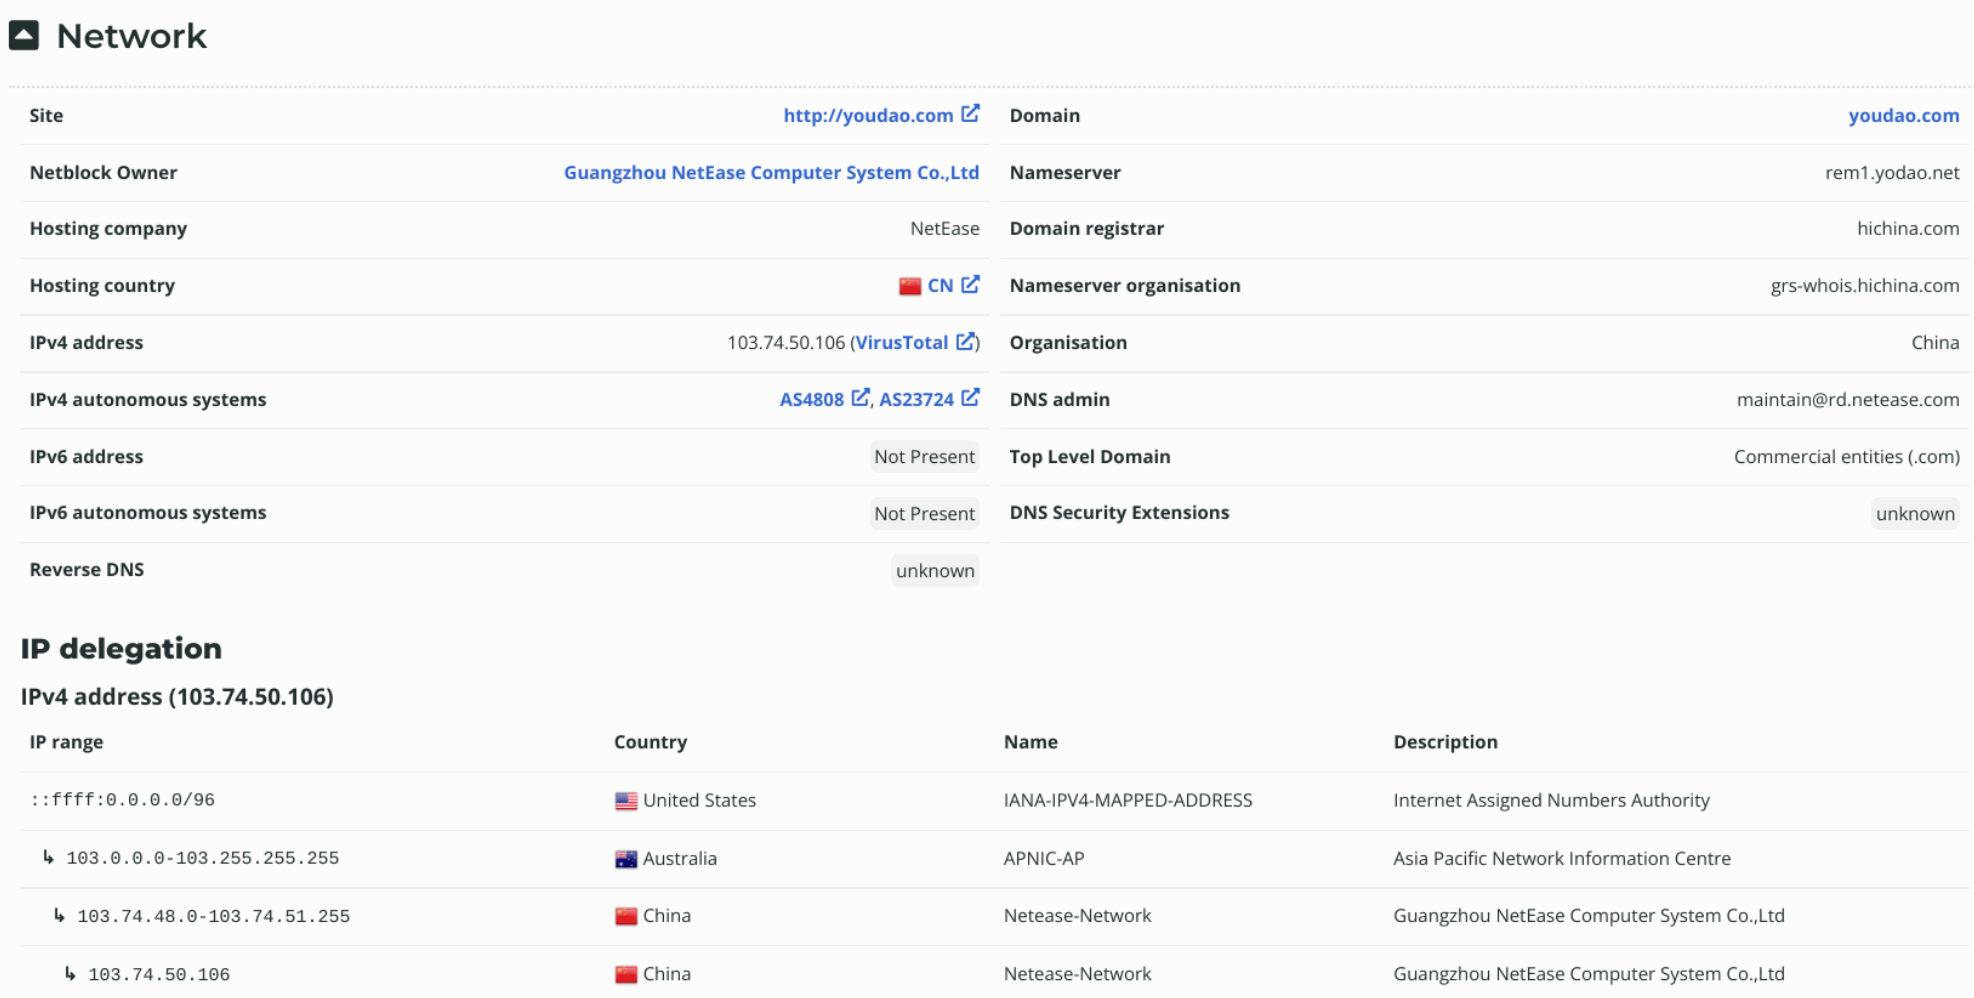 Network
Site http://youdao.com Domain youdao.com
Netblock Owner Guangzhou NetEase Computer System Co.,Ltd Nameserver rem1.yodao.net
Hosting company NetEase Domain registrar hichina.com
Hosting country CN Nameserver organisation grs-whois.hichina.com
IPv4 address 103.74.50.106 (VirusTotal) Organisation China
IPv4 autonomous systems AS4808, AS23724 DNS admin maintain@rd.netease.com
IPv6 address Not Present Top Level Domain Commercial entities (.com)
IPv6 autonomous systems Not Present DNS Security Extensions unknown
Reverse DNS unknown
IP delegation
IPv4 address (103.74.50.106)
IP range Country Name Description
::ffff:0.0.0.0/96 United States IANA-IPV4-MAPPED-ADDRESS Internet Assigned Numbers Authority
↳ 103.0.0.0-103.255.255.255 Australia APNIC-AP Asia Pacific Network Information Centre
↳ 103.74.48.0-103.74.51.255 China Netease-Network Guangzhou NetEase Computer System Co.,Ltd
↳ 103.74.50.106 China Netease-Network Guangzhou NetEase Computer System Co.,Ltd